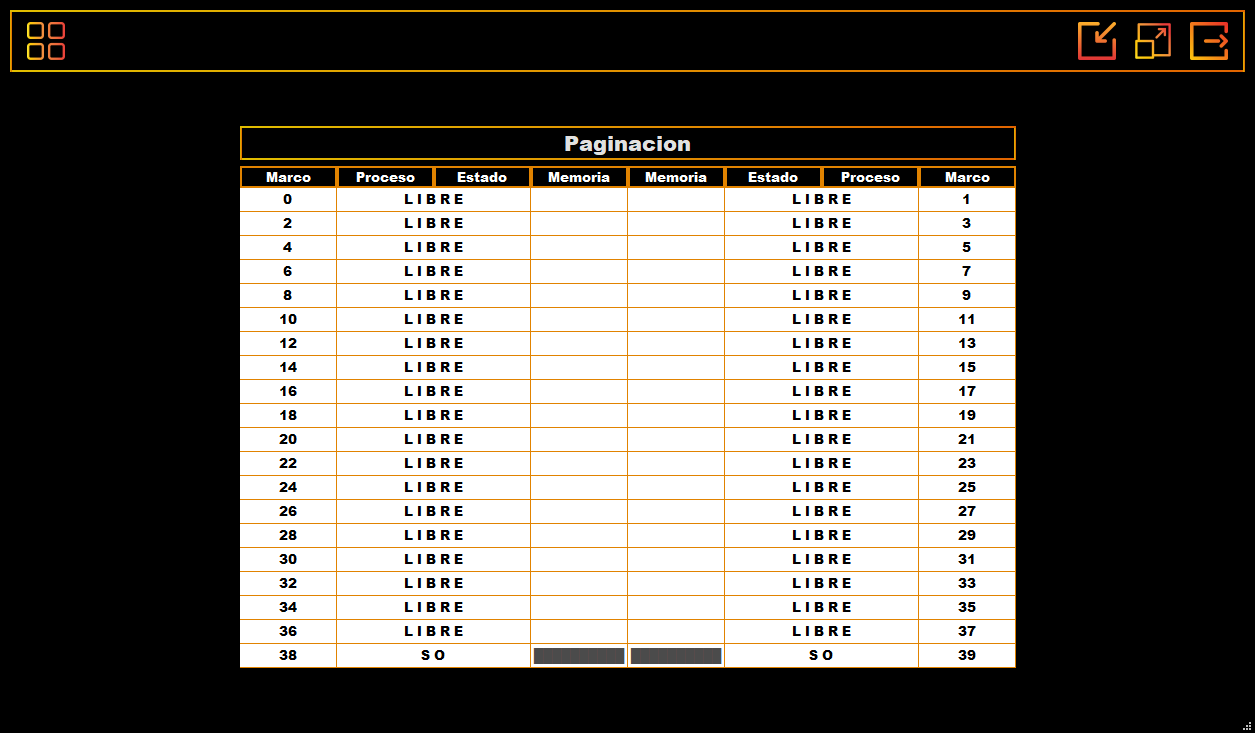 Paginacion
Marco Proceso Estado Memoria Memoria Estado Proceso Marco
0 L I B R E L I B R E 1
2 L I B R E L I B R E 3
4 L I B R E L I B R E 5
6 L I B R E L I B R E 7
8 L I B R E L I B R E 9
10 L I B R E L I B R E 11
12 L I B R E L I B R E 13
14 L I B R E L I B R E 15
16 L I B R E L I B R E 17
18 L I B R E L I B R E 19
20 L I B R E L I B R E 21
22 L I B R E L I B R E 23
24 L I B R E L I B R E 25
26 L I B R E L I B R E 27
28 L I B R E L I B R E 29
30 L I B R E L I B R E 31
32 L I B R E L I B R E 33
34 L I B R E L I B R E 35
36 L I B R E L I B R E 37
38 S O S O 39